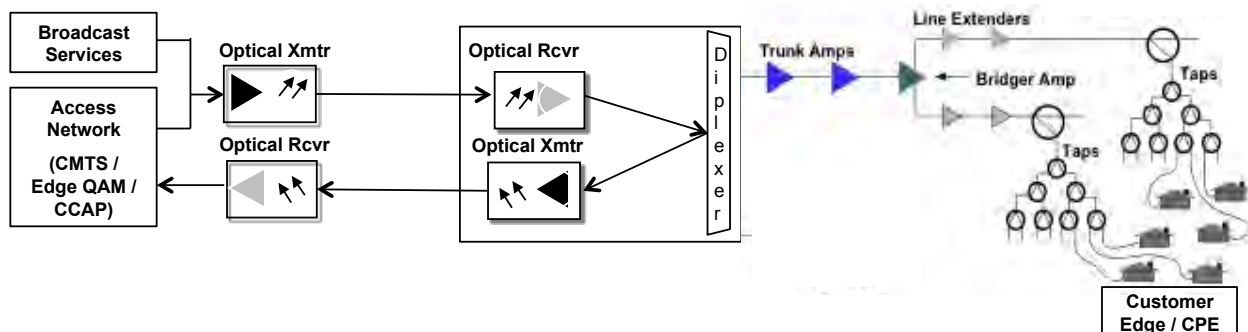 Broadcast
Services
Access
Network
(CMTS /
Edge QAM /
CCAP)
Optical Xmtr
Optical Rcvr
Optical Rcvr
Optical Xmtr
Diplexer
Trunk Amps
Line Extenders
Bridger Amp
Taps
Taps
Customer
Edge / CPE